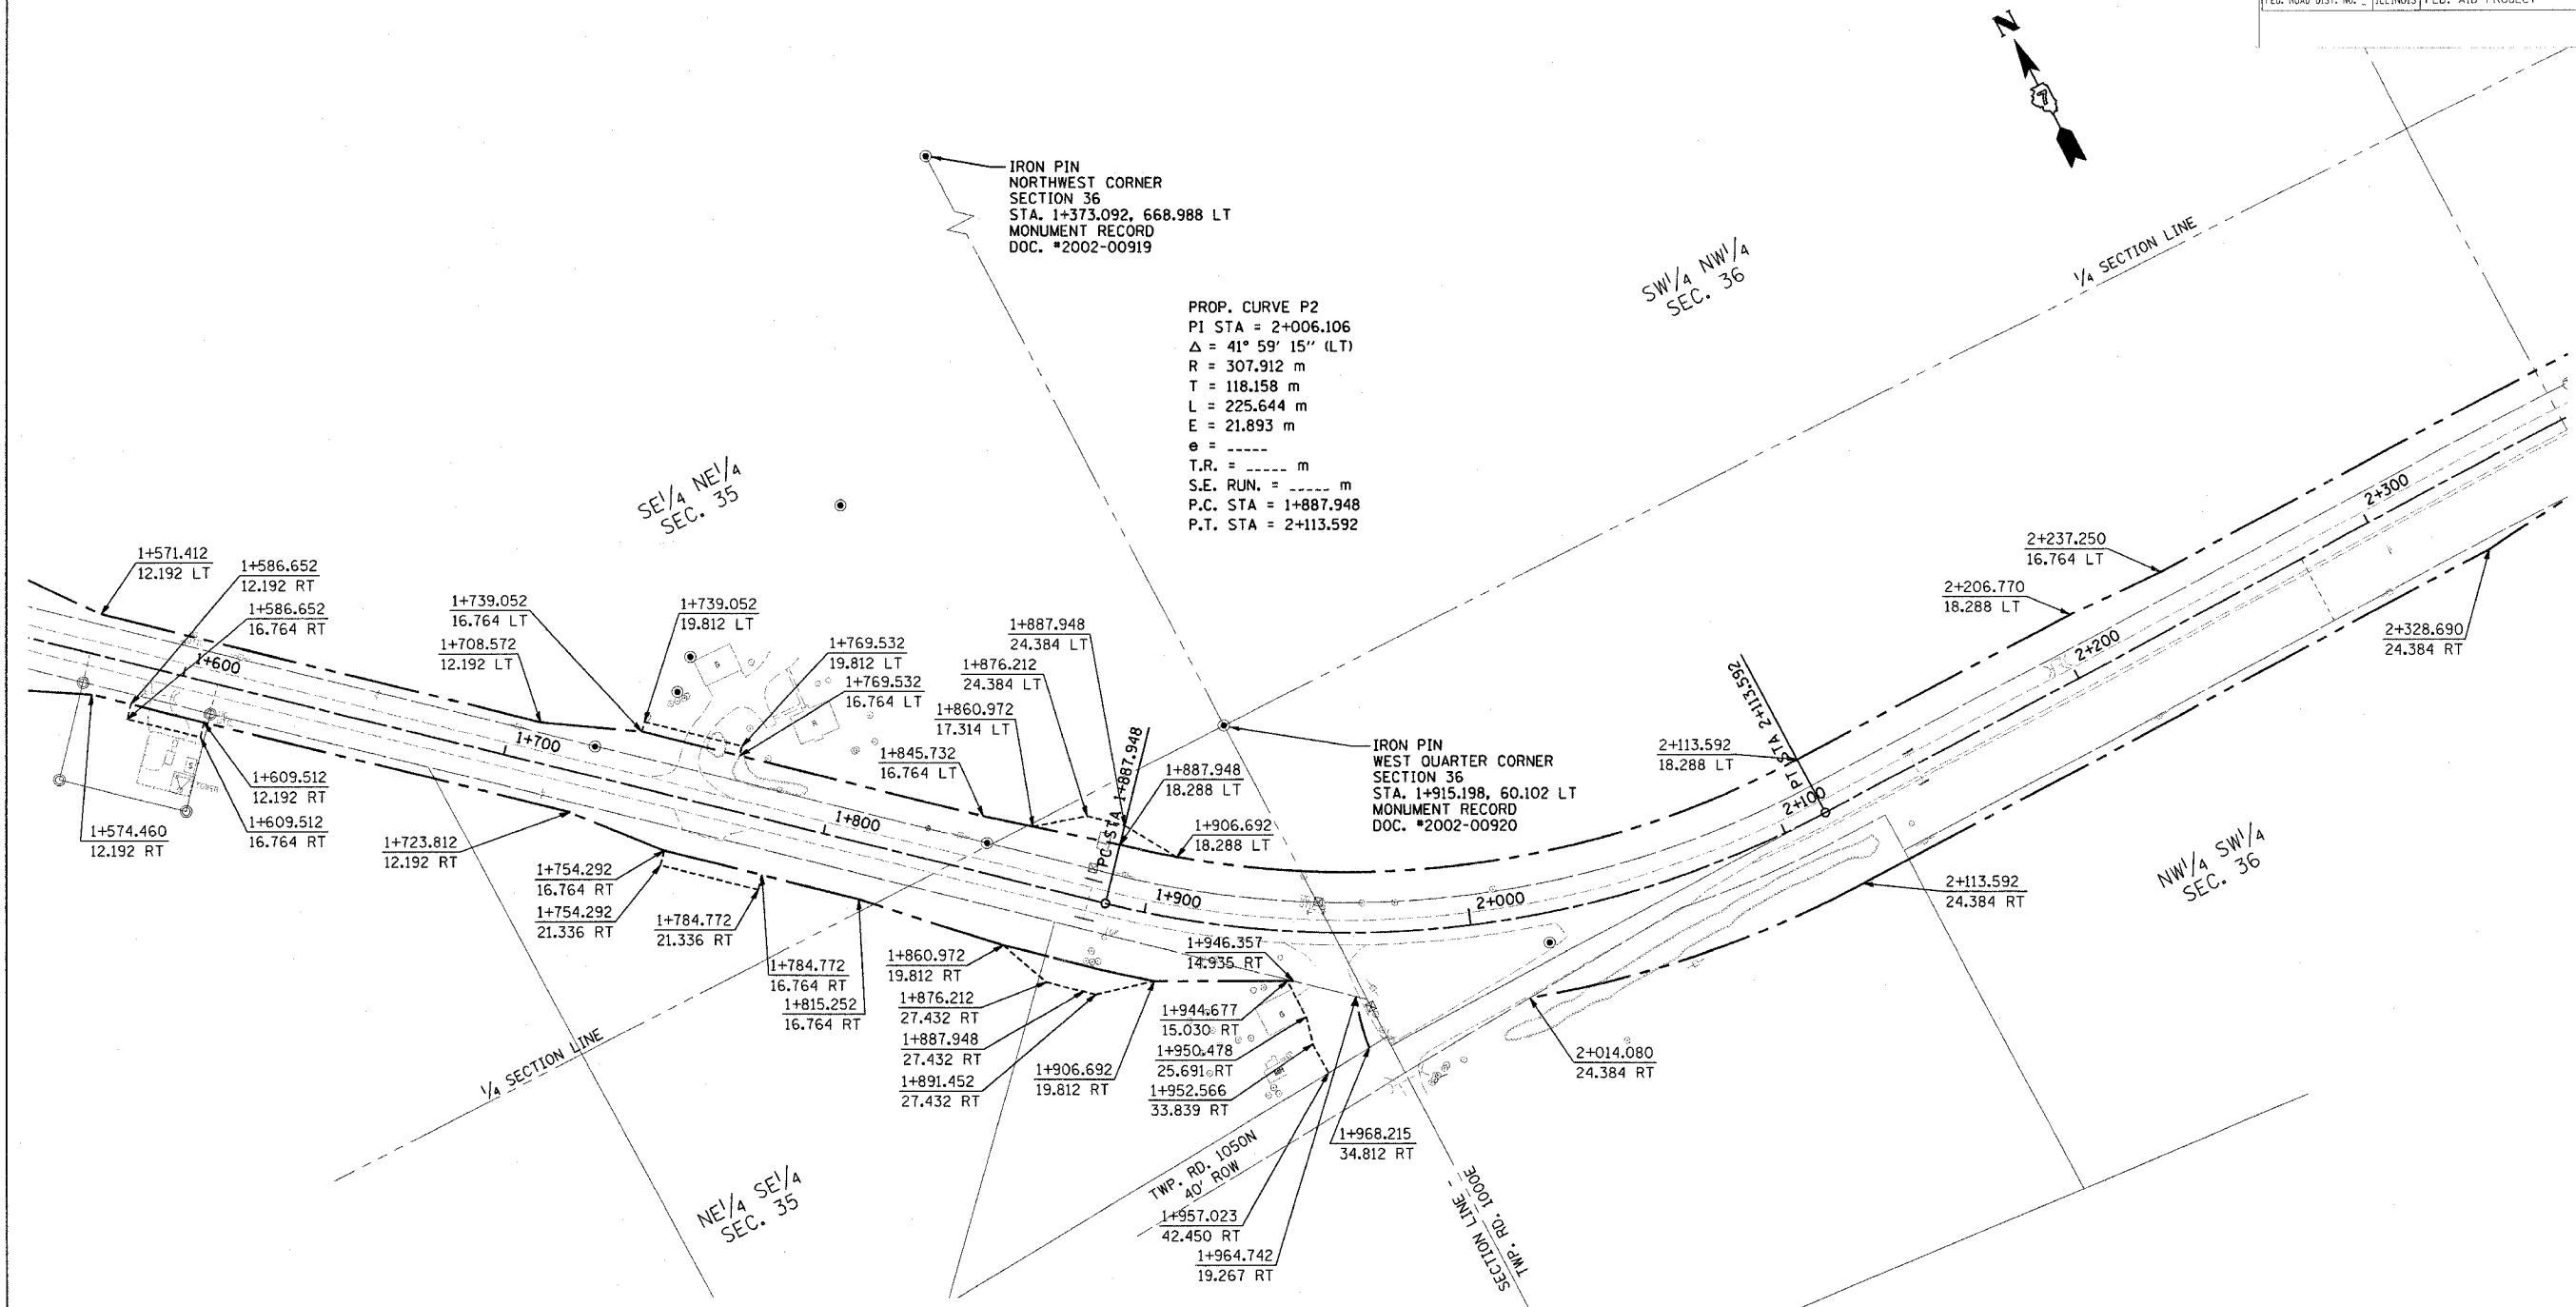 FED. ROAD DIST. NO. _ ILLINOIS FED. AID PROJECT
N
7
IRON PIN
NORTHWEST CORNER
SECTION 36
STA. 1+373.092, 668.988 LT
MONUMENT RECORD
DOC. #2002-00919
SW1/4 NW1/4
SEC. 36
1/4 SECTION LINE
PROP. CURVE P2
PI STA = 2+006.106
Δ = 41° 59' 15'' (LT)
R = 307.912 m
T = 118.158 m
L = 225.644 m
E = 21.893 m
e = -----
T.R. = ----- m
S.E. RUN. = ----- m
P.C. STA = 1+887.948
P.T. STA = 2+113.592
SE1/4 NE1/4
SEC. 35
1+571.412
12.192 LT
1+586.652
12.192 RT
1+586.652
16.764 RT
1+739.052
16.764 LT
1+708.572
12.192 LT
1+739.052
19.812 LT
1+769.532
19.812 LT
1+769.532
16.764 LT
1+887.948
24.384 LT
1+876.212
24.384 LT
1+860.972
17.314 LT
1+845.732
16.764 LT
PC STA 1+887.948
1+887.948
18.288 LT
1+906.692
18.288 LT
IRON PIN
WEST QUARTER CORNER
SECTION 36
STA. 1+915.198, 60.102 LT
MONUMENT RECORD
DOC. #2002-00920
2+237.250
16.764 LT
2+206.770
18.288 LT
2+113.592
18.288 LT
PT STA 2+113.592
2+328.690
24.384 RT
2+300
2+200
2+100
2+000
1+900
1+800
1+700
1+600
TOWER
1+609.512
12.192 RT
1+609.512
16.764 RT
1+574.460
12.192 RT
1+723.812
12.192 RT
1+754.292
16.764 RT
1+754.292
21.336 RT
1+784.772
21.336 RT
1+784.772
16.764 RT
1+815.252
16.764 RT
1+860.972
19.812 RT
1+876.212
27.432 RT
1+887.948
27.432 RT
1+891.452
27.432 RT
1+906.692
19.812 RT
1+946.357
14.935 RT
1+944.677
15.030 RT
1+950.478
25.691 RT
1+952.566
33.839 RT
1+968.215
34.812 RT
1+957.023
42.450 RT
1+964.742
19.267 RT
2+014.080
24.384 RT
2+113.592
24.384 RT
NW1/4 SW1/4
SEC. 36
1/4 SECTION LINE
NE1/4 SE1/4
SEC. 35
TWP. RD. 1050N
40' ROW
SECTION LINE -
TWP. RD. 1000E